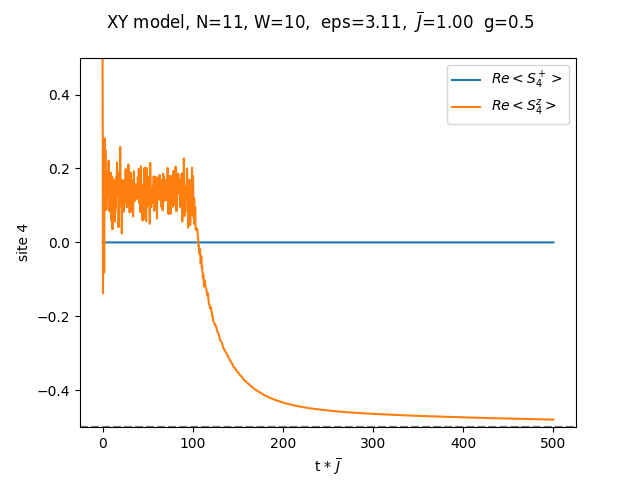 XY model, N=11, W=10,  eps=3.11, J̄=1.00  g=0.5
Re < S₄⁺ >
Re < S₄ᶻ >
0.4
0.2
0.0
−0.2
−0.4
site 4
0 100 200 300 400 500
t * J̄